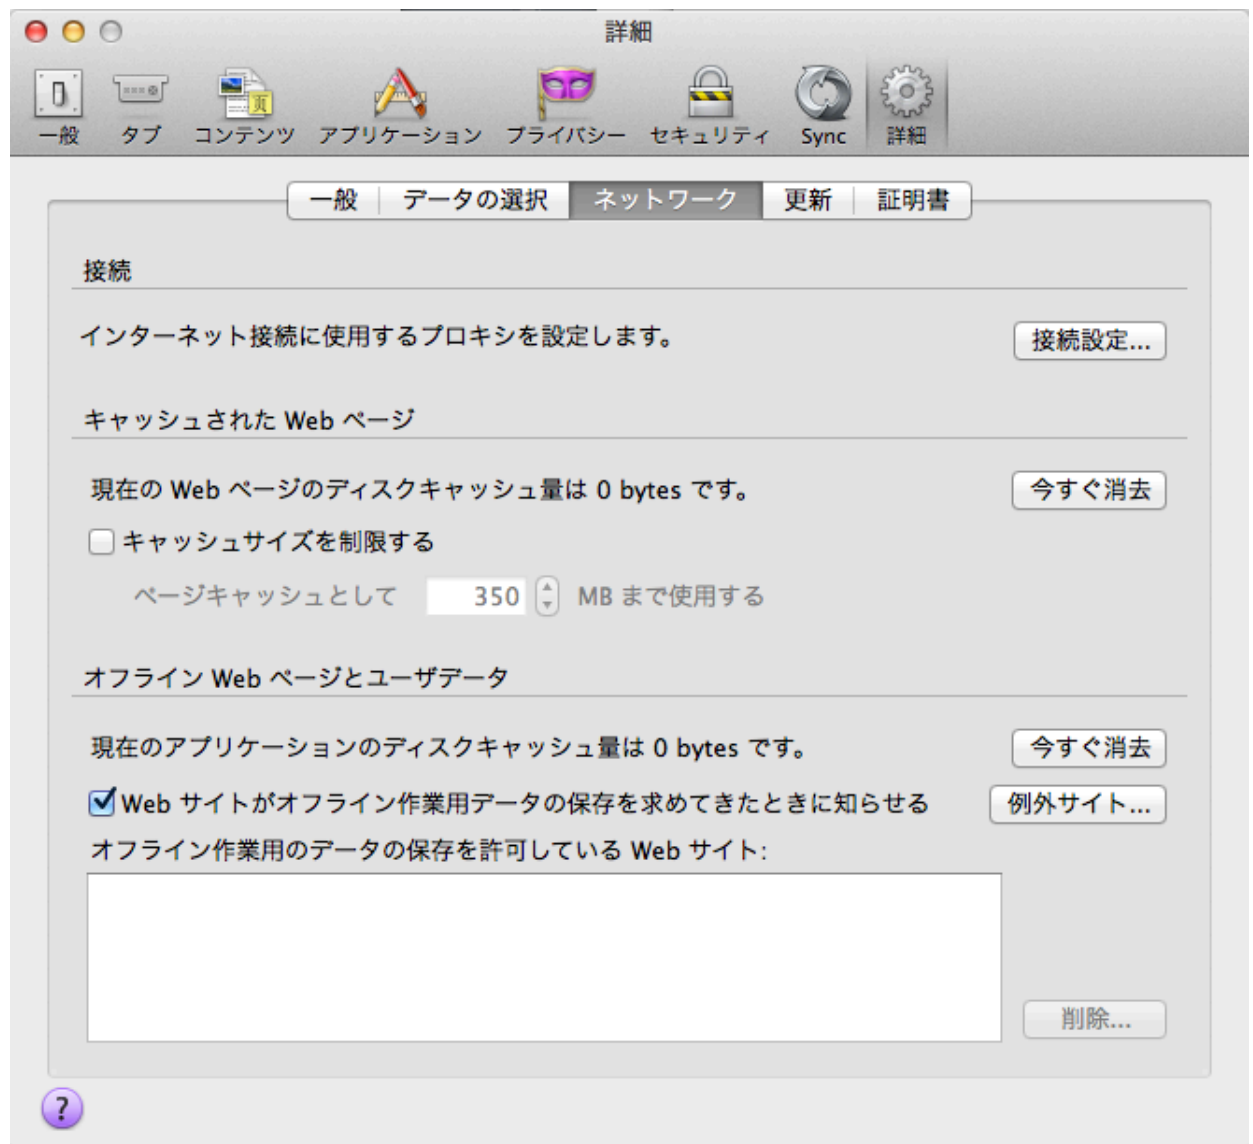 詳細
一般 タブ コンテンツ アプリケーション プライバシー セキュリティ Sync 詳細
一般 データの選択 ネットワーク 更新 証明書
接続
インターネット接続に使用するプロキシを設定します。 接続設定...
キャッシュされた Web ページ
現在の Web ページのディスクキャッシュ量は 0 bytes です。 今すぐ消去
キャッシュサイズを制限する
ページキャッシュとして 350 MB まで使用する
オフライン Web ページとユーザデータ
現在のアプリケーションのディスクキャッシュ量は 0 bytes です。 今すぐ消去
Web サイトがオフライン作業用データの保存を求めてきたときに知らせる 例外サイト...
オフライン作業用のデータの保存を許可している Web サイト:
削除...
?